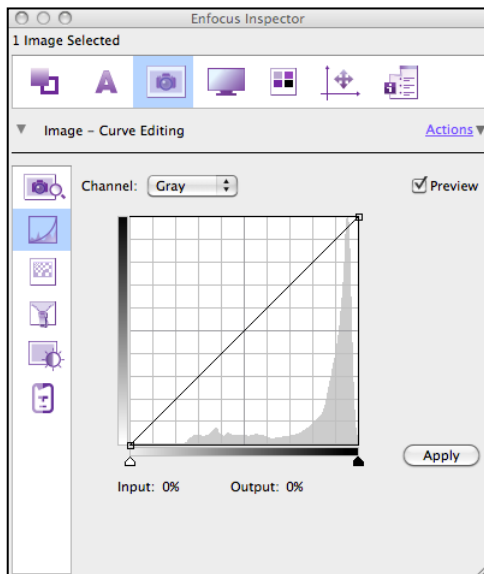 Enfocus Inspector
1 Image Selected
A
Image – Curve Editing
Actions
Channel: Gray
Preview
Apply
Input: 0% Output: 0%